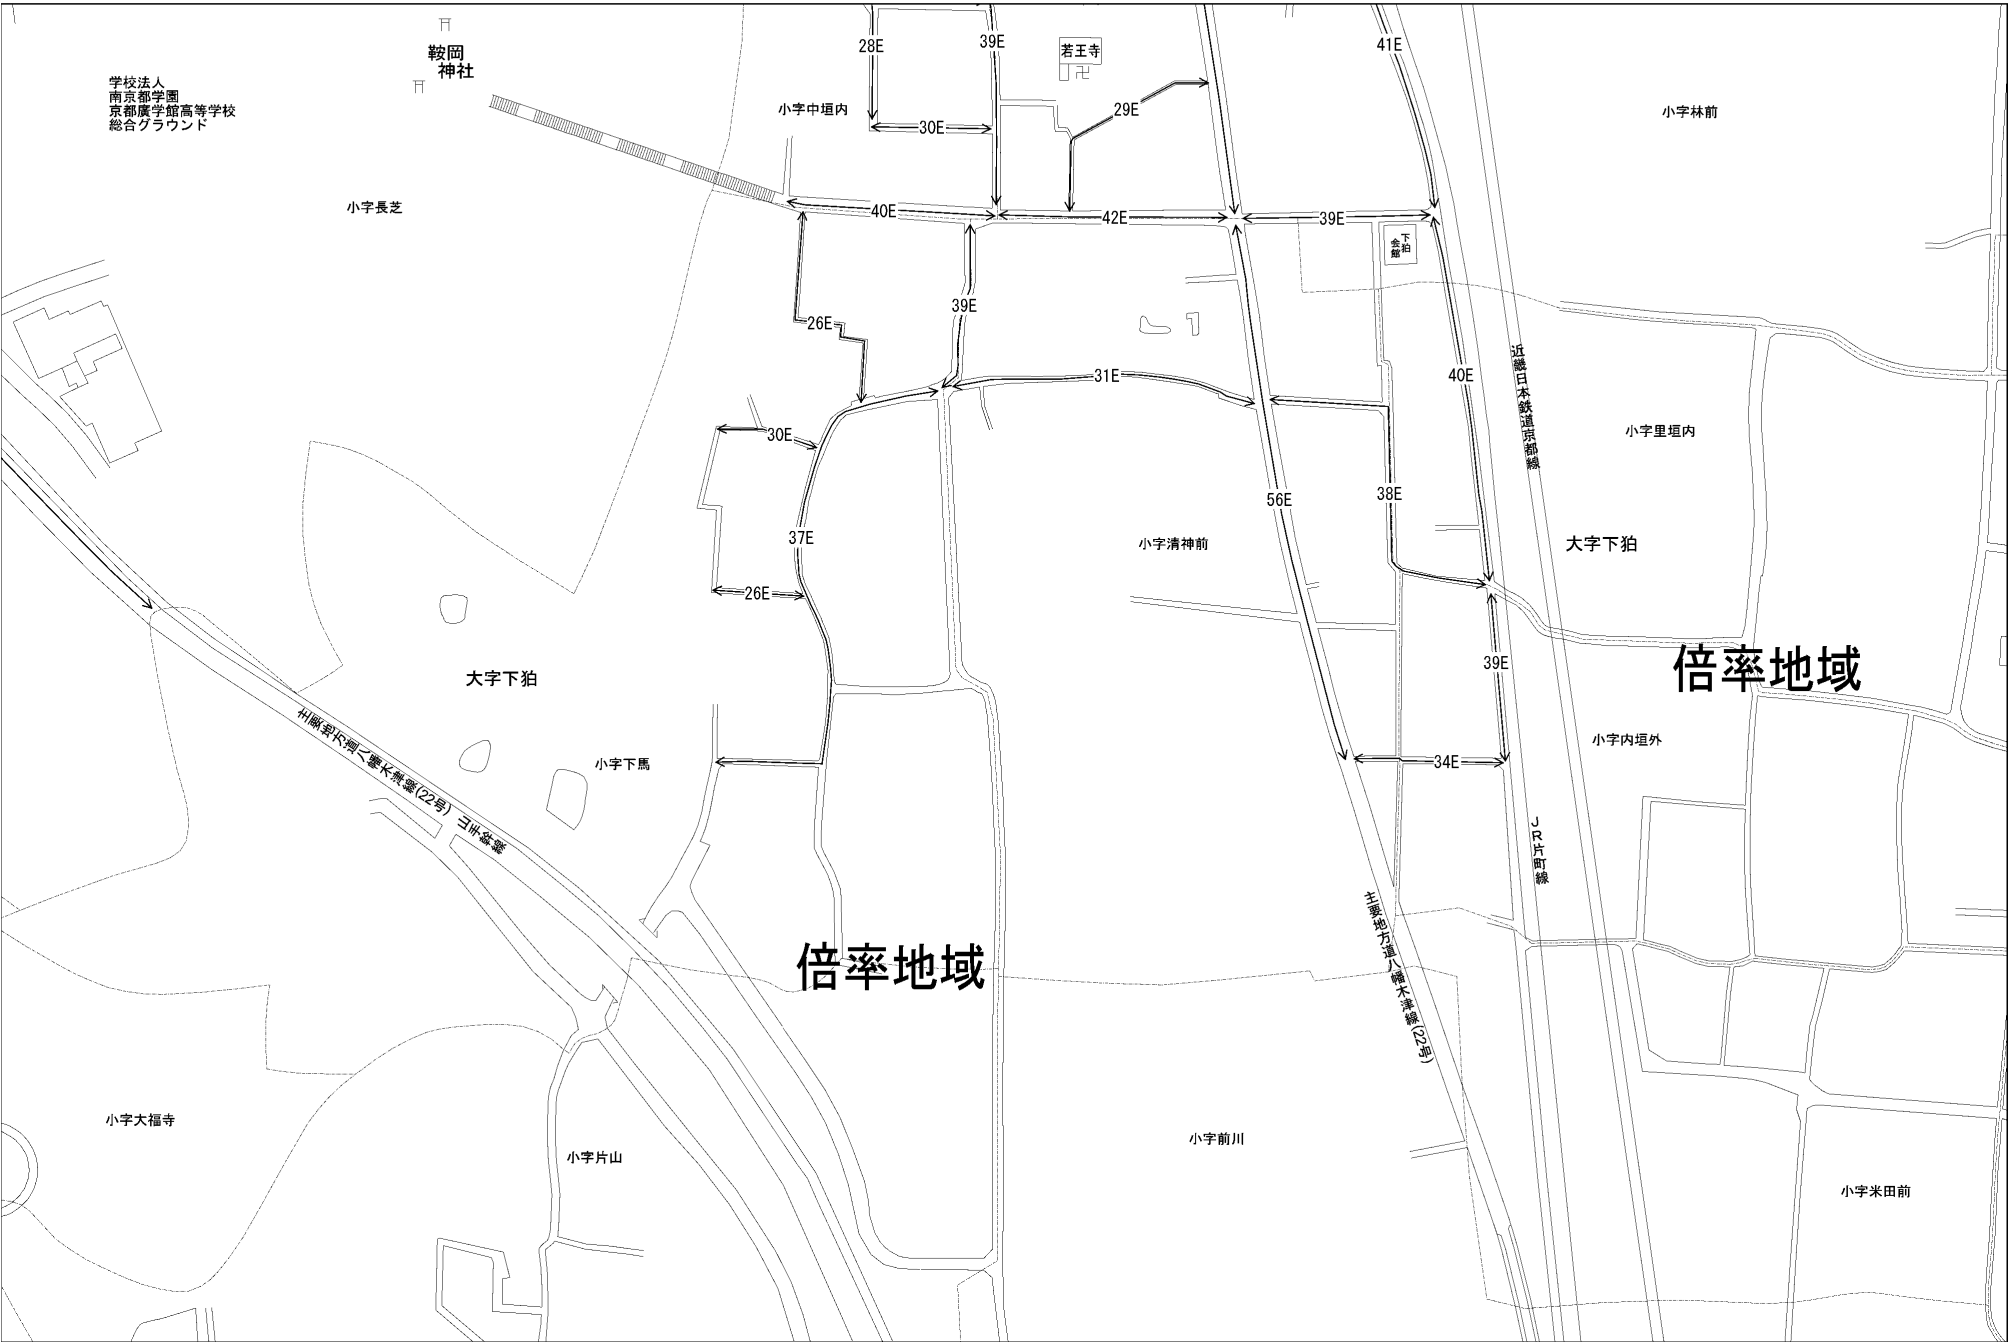 28E
39E
41E
若王寺
鞍岡
神社
学校法人
南京都学園
京都廣学館高等学校
総合グラウンド
小字中垣内
29E
小字林前
30E
小字長芝
40E
42E
39E
下狛
会館
39E
26E
近畿日本鉄道京都線
31E
40E
30E
小字里垣内
56E
38E
37E
小字清神前
大字下狛
26E
39E
倍率地域
大字下狛
主要地方道八幡木津線(22号)
山手幹線
小字下馬
34E
小字内垣外
JR片町線
主要地方道八幡木津線(22号)
倍率地域
小字大福寺
小字片山
小字前川
小字米田前